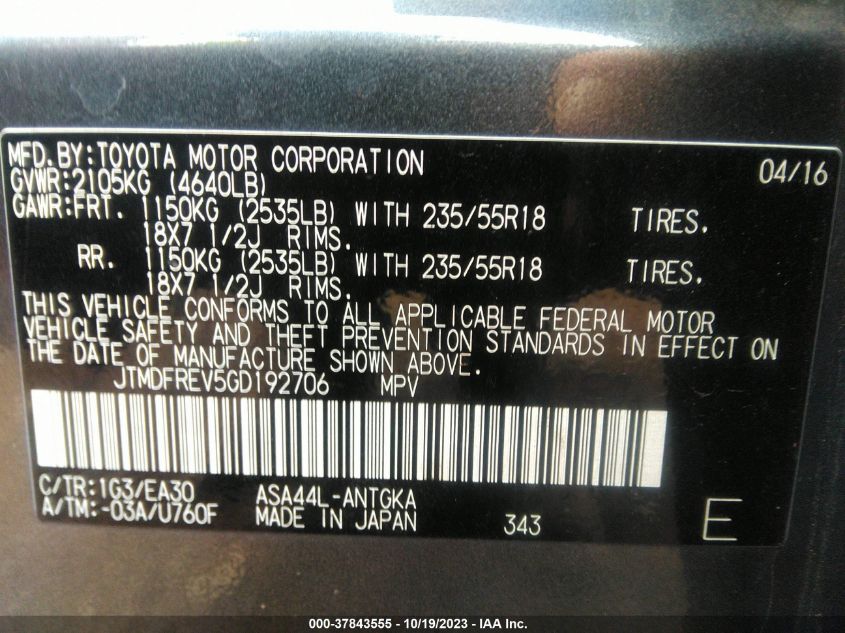 MFD.BY:TOYOTA MOTOR CORPORATION 04/16
GVWR:2105KG (4640LB)
GAWR:FRT. 1150KG (2535LB) WITH 235/55R18 TIRES.
18X7 1/2J RIMS.
RR. 1150KG (2535LB) WITH 235/55R18 TIRES.
18X7 1/2J RIMS.
THIS VEHICLE CONFORMS TO ALL APPLICABLE FEDERAL MOTOR
VEHICLE SAFETY AND THEFT PREVENTION STANDARDS IN EFFECT ON
THE DATE OF MANUFACTURE SHOWN ABOVE.
JTMDFREV5GD192706 MPV
C/TR:1G3/EA30 ASA44L-ANTGKA
A/TM:-03A/U760F MADE IN JAPAN 343 E
000-37843555 - 10/19/2023 - IAA Inc.